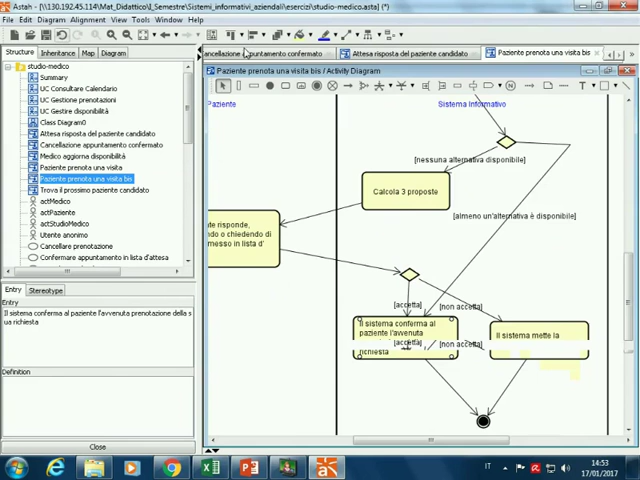 Astah - [\\130.192.45.114\Mat_Didattico\I_Semestre\Sistemi_informativi_aziendali\esercizi\studio-medico.asta] (*)
File Edit Diagram Alignment View Tools Window Plugin Help
Structure Inheritance Map Diagram
ancellazione appuntamento confermato
Attesa risposta del paziente candidato
Paziente prenota una visita bis
studio-medico
Summary
UC Consultare Calendario
UC Gestione prenotazioni
UC Gestire disponibilità
Class Diagram0
Attesa risposta del paziente candidato
Cancellazione appuntamento confermato
Medico aggiorna disponibilità
Paziente prenota una visita
Paziente prenota una visita bis
Trova il prossimo paziente candidato
actMedico
actPaziente
actStudioMedico
Utente anonimo
Cancellare prenotazione
Confermare appuntamento in lista d'attesa
Entry Stereotype
Entry
Il sistema conferma al paziente l'avvenuta prenotazione della s
ua richiesta
Definition
Close
Paziente prenota una visita bis / Activity Diagram
Paziente
Sistema Informativo
[nessuna alternativa disponibile]
Calcola 3 proposte
[almeno un'alternativa è disponibile]
te risponde,
ndo o chiedendo di
messo in lista d'
[accetta]
[non accetta]
Il sistema conferma al
paziente l'avvenuta
[accetta]
[non accetta]
richiesta
Il sistema mette la
IT
14:53
17/01/2017